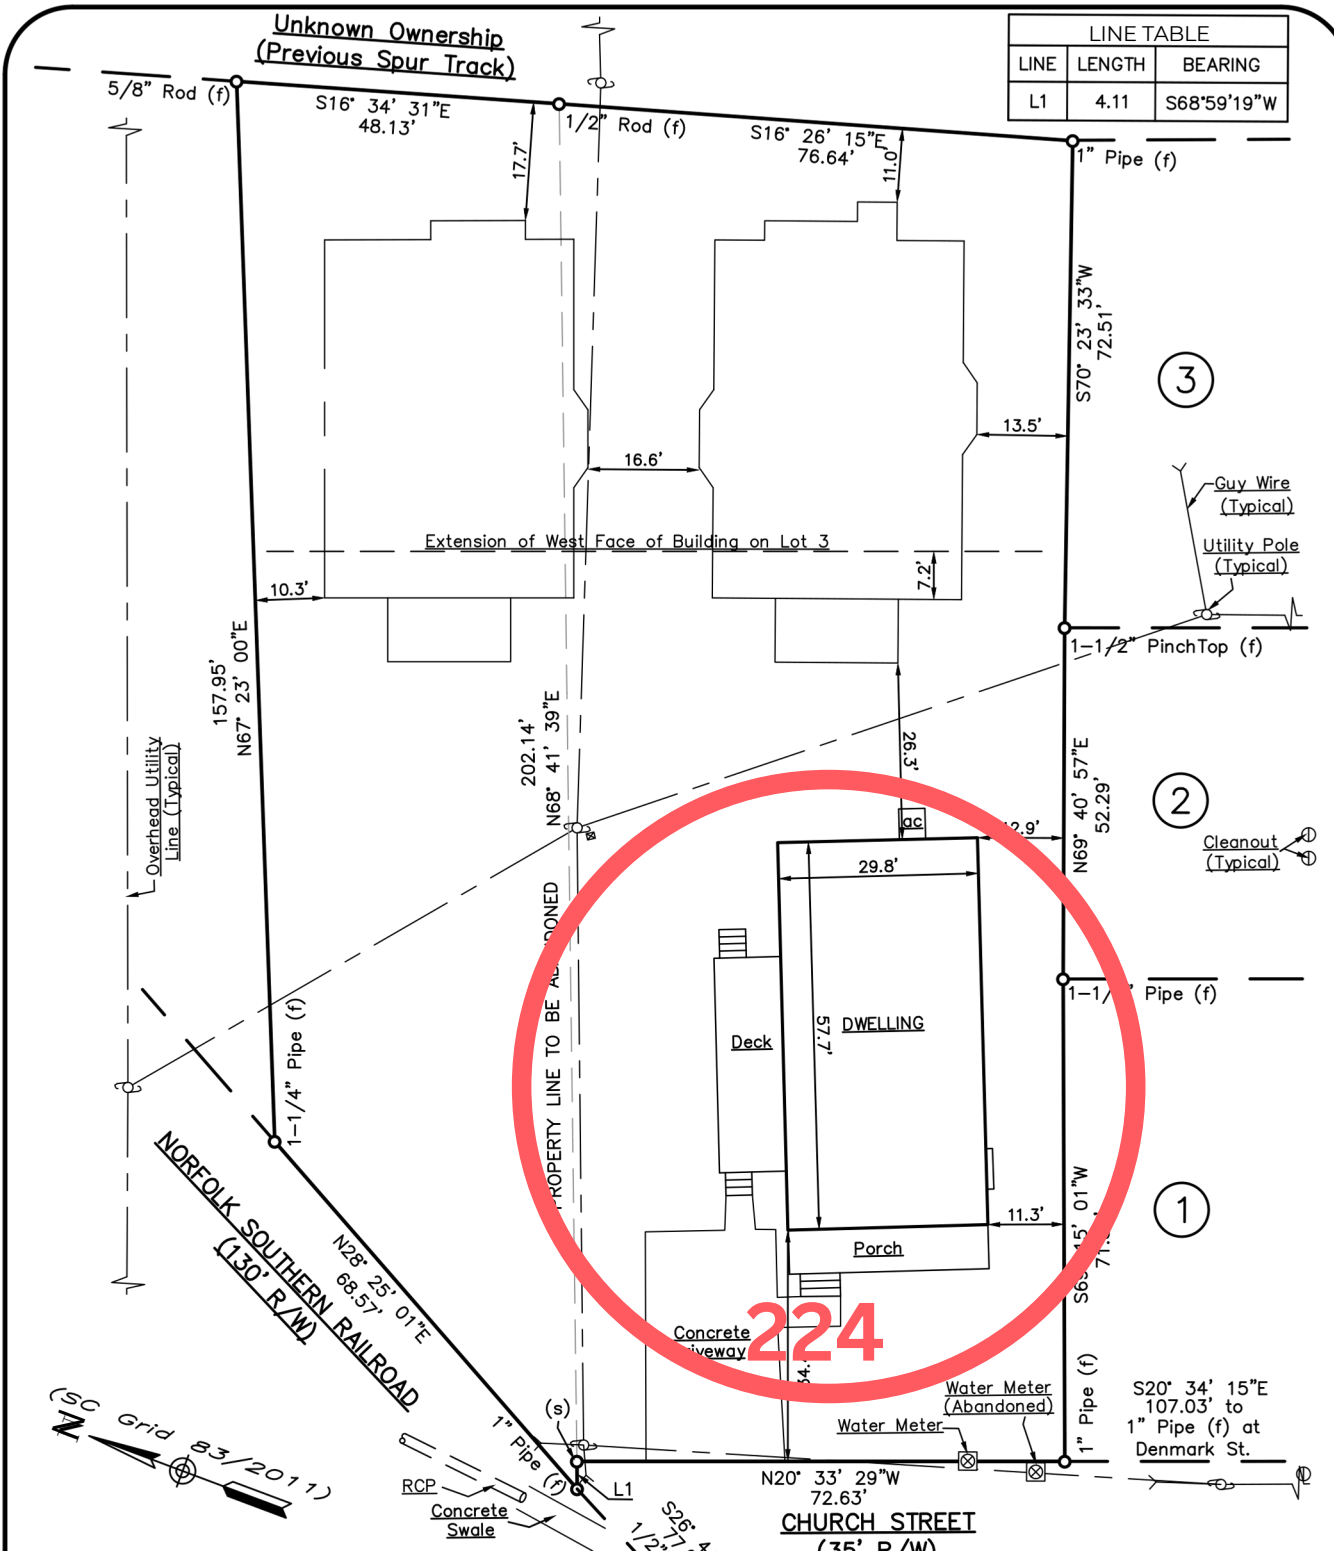 Unknown Ownership
(Previous Spur Track)
LINE TABLE
LINE LENGTH BEARING
L1 4.11 S68°59'19"W
5/8" Rod (f)
S16° 34' 31"E
48.13'
1/2" Rod (f)
S16° 26' 15"E
76.64'
1" Pipe (f)
17.7'
11.0'
S70° 23' 33"W
72.51'
3
13.5'
16.6'
Guy Wire
(Typical)
Utility Pole
(Typical)
Extension of West Face of Building on Lot 3
7.2'
10.3'
1-1/2" PinchTop (f)
157.95'
N67° 23' 00"E
202.14'
N68° 41' 39"E
PROPERTY LINE TO BE
26.3'
Overhead Utility
Line (Typical)
N69° 40' 57"E
52.29'
2
Cleanout
(Typical)
ac
29.8'
57.7'
DWELLING
Deck
Pipe (f)
1-1/4" Pipe (f)
1
11.3'
15' 01"W
Porch
NORFOLK SOUTHERN RAILROAD
(130' R/W)
N28° 25' 01"E
68.57'
Concrete
224
(SC Grid 83/2011)
N
1" Pipe (f)
(s)
L1
RCP
Concrete
Swale
Water Meter
(Abandoned)
Water Meter
1" Pipe (f)
S20° 34' 15"E
107.03' to
1" Pipe (f) at
Denmark St.
N20° 33' 29"W
72.63'
CHURCH STREET
(35' R/W)
S26°
1/2"